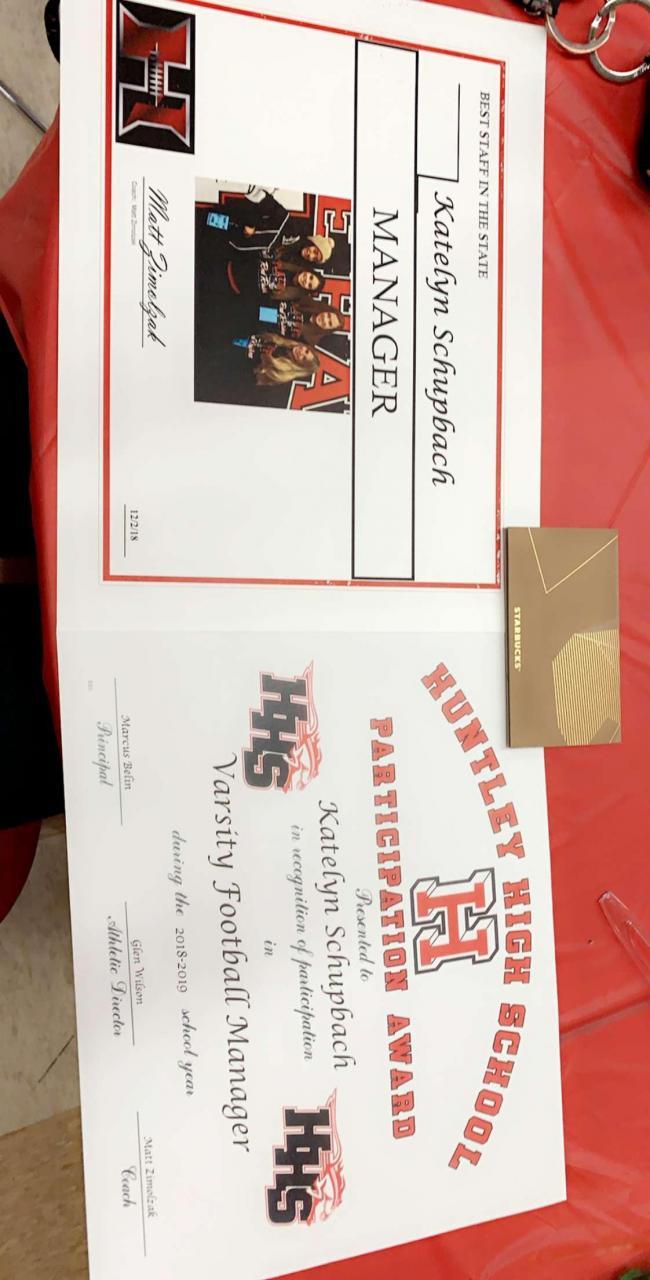 BEST STAFF IN THE STATE
Katelyn Schupbach
MANAGER
H
Matt Zimolzak
Coach: Matt Zimolzak
12/2/18
STARBUCKS
HUNTLEY HIGH SCHOOL
H
PARTICIPATION AWARD
Presented to
Katelyn Schupbach
in recognition of participation
in
HHS
HHS
Varsity Football Manager
during the 2018-2019 school year
Marcus Belin
Principal
Glen Wilson
Athletic Director
Matt Zimolzak
Coach